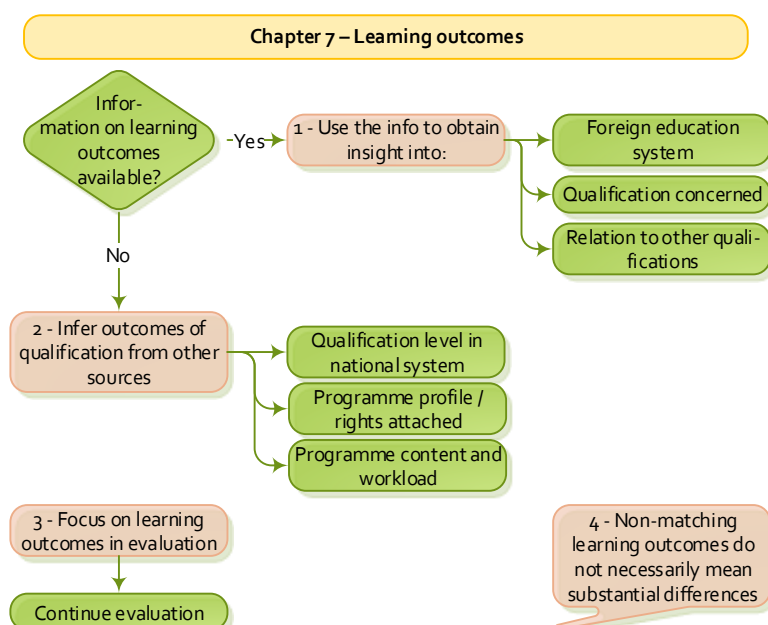 Chapter 7 – Learning outcomes
Infor-
mation on learning
outcomes
available?
Yes
1 - Use the info to obtain
insight into:
Foreign education
system
Qualification concerned
Relation to other quali-
fications
No
2 - Infer outcomes of
qualification from other
sources
Qualification level in
national system
Programme profile /
rights attached
Programme content and
workload
3 - Focus on learning
outcomes in evaluation
Continue evaluation
4 - Non-matching
learning outcomes do
not necessarily mean
substantial differences